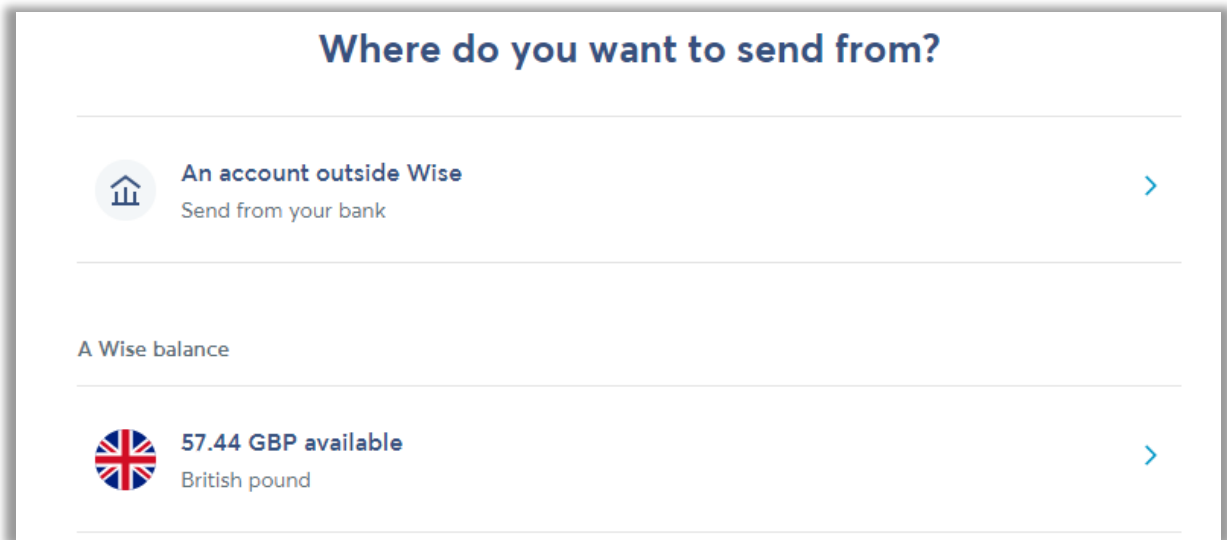 Where do you want to send from?
An account outside Wise
Send from your bank
A Wise balance
57.44 GBP available
British pound